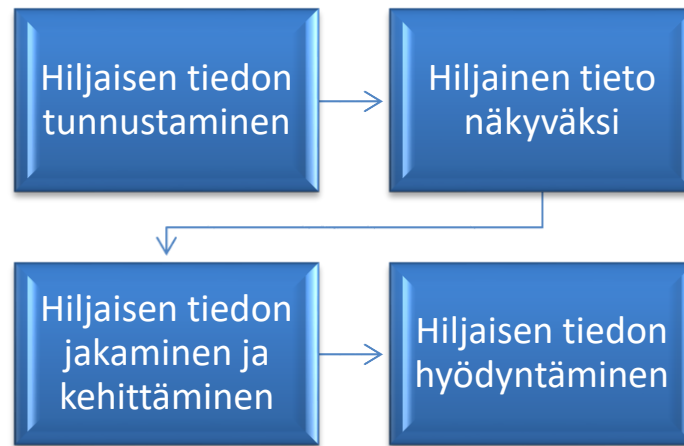 Hiljaisen tiedon
tunnustaminen
Hiljainen tieto
näkyväksi
Hiljaisen tiedon
jakaminen ja
kehittäminen
Hiljaisen tiedon
hyödyntäminen